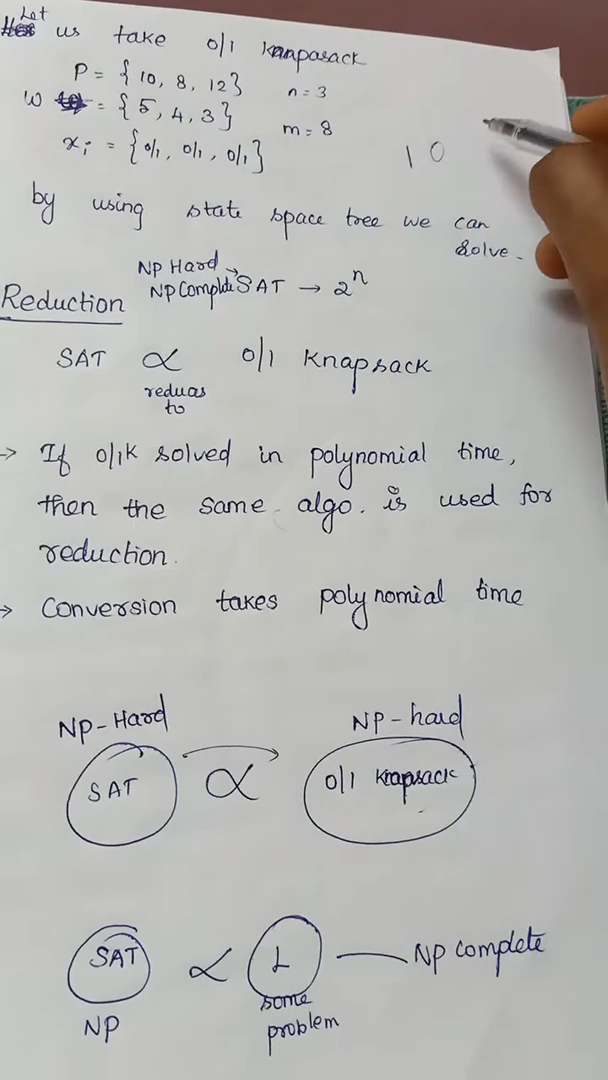 Let
us take 0/1 knapasack
P = { 10, 8, 12} n = 3
W = { 5, 4, 3} m = 8
xi = { 0/1, 0/1, 0/1} 1 0
by using state space tree we can
solve.
NP Hard
Reduction NP Complete SAT → 2^n
SAT ∝ 0/1 Knapsack
reduces
to
→ If 0/1K solved in polynomial time,
then the same algo. is used for
reduction.
→ Conversion takes polynomial time
NP-Hard NP-hard
SAT ∝ 0/1 Knapsack
SAT ∝ L NP complete
NP some
problem